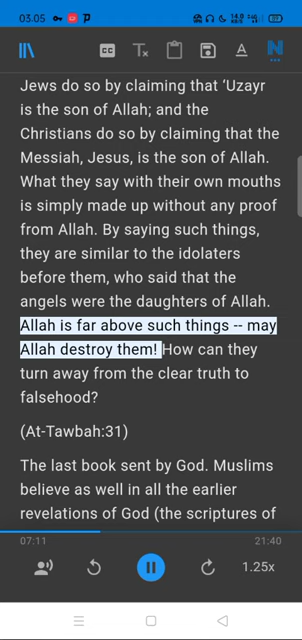 03.05
14.9
KB/S
Jews do so by claiming that ‘Uzayr
is the son of Allah; and the
Christians do so by claiming that the
Messiah, Jesus, is the son of Allah.
What they say with their own mouths
is simply made up without any proof
from Allah. By saying such things,
they are similar to the idolaters
before them, who said that the
angels were the daughters of Allah.
Allah is far above such things -- may
Allah destroy them! How can they
turn away from the clear truth to
falsehood?
(At-Tawbah:31)
The last book sent by God. Muslims
believe as well in all the earlier
revelations of God (the scriptures of
07:11
21:40
1.25x